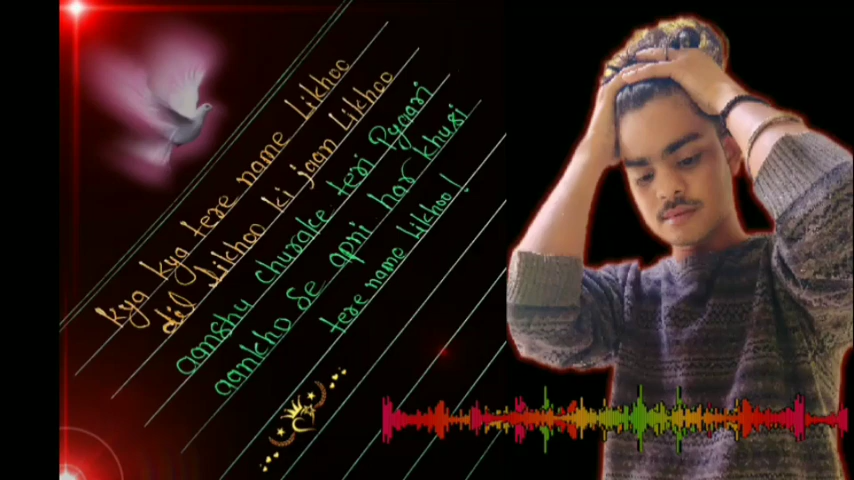 kya kya tere name likhoo
dil likhoo ki jaan likhoo
aanshu churake teri pyaari
aankho se apni har khusi
tere name likhoo!